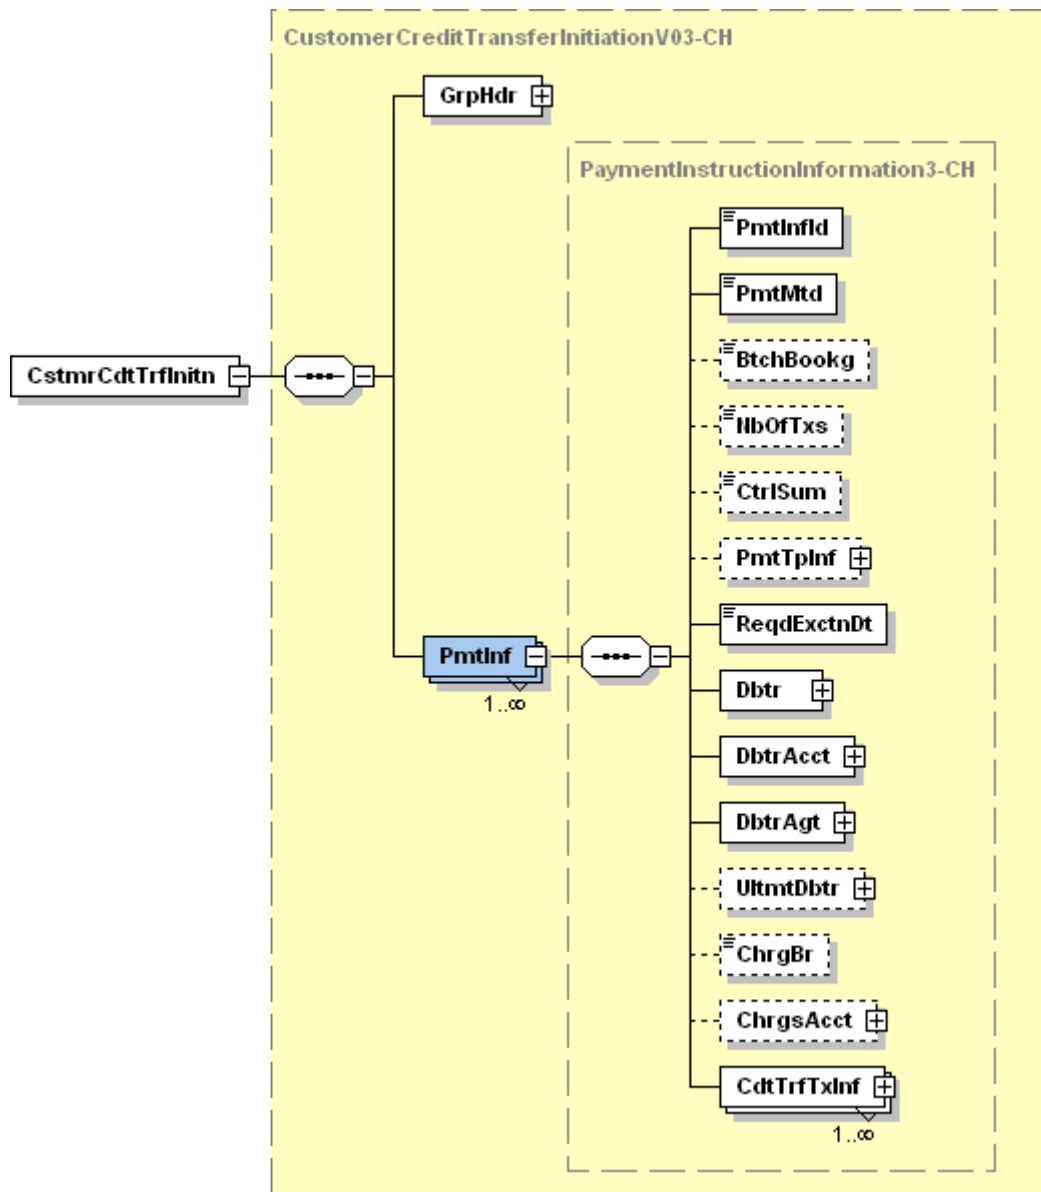 CustomerCreditTransferInitiationV03-CH
GrpHdr
PaymentInstructionInformation3-CH
PmtInfId
PmtMtd
BtchBookg
CstmrCdtTrfInitn
NbOfTxs
CtrlSum
PmtTpInf
ReqdExctnDt
PmtInf
1..∞
Dbtr
DbtrAcct
DbtrAgt
UltmtDbtr
ChrgBr
ChrgsAcct
CdtTrfTxInf
1..∞